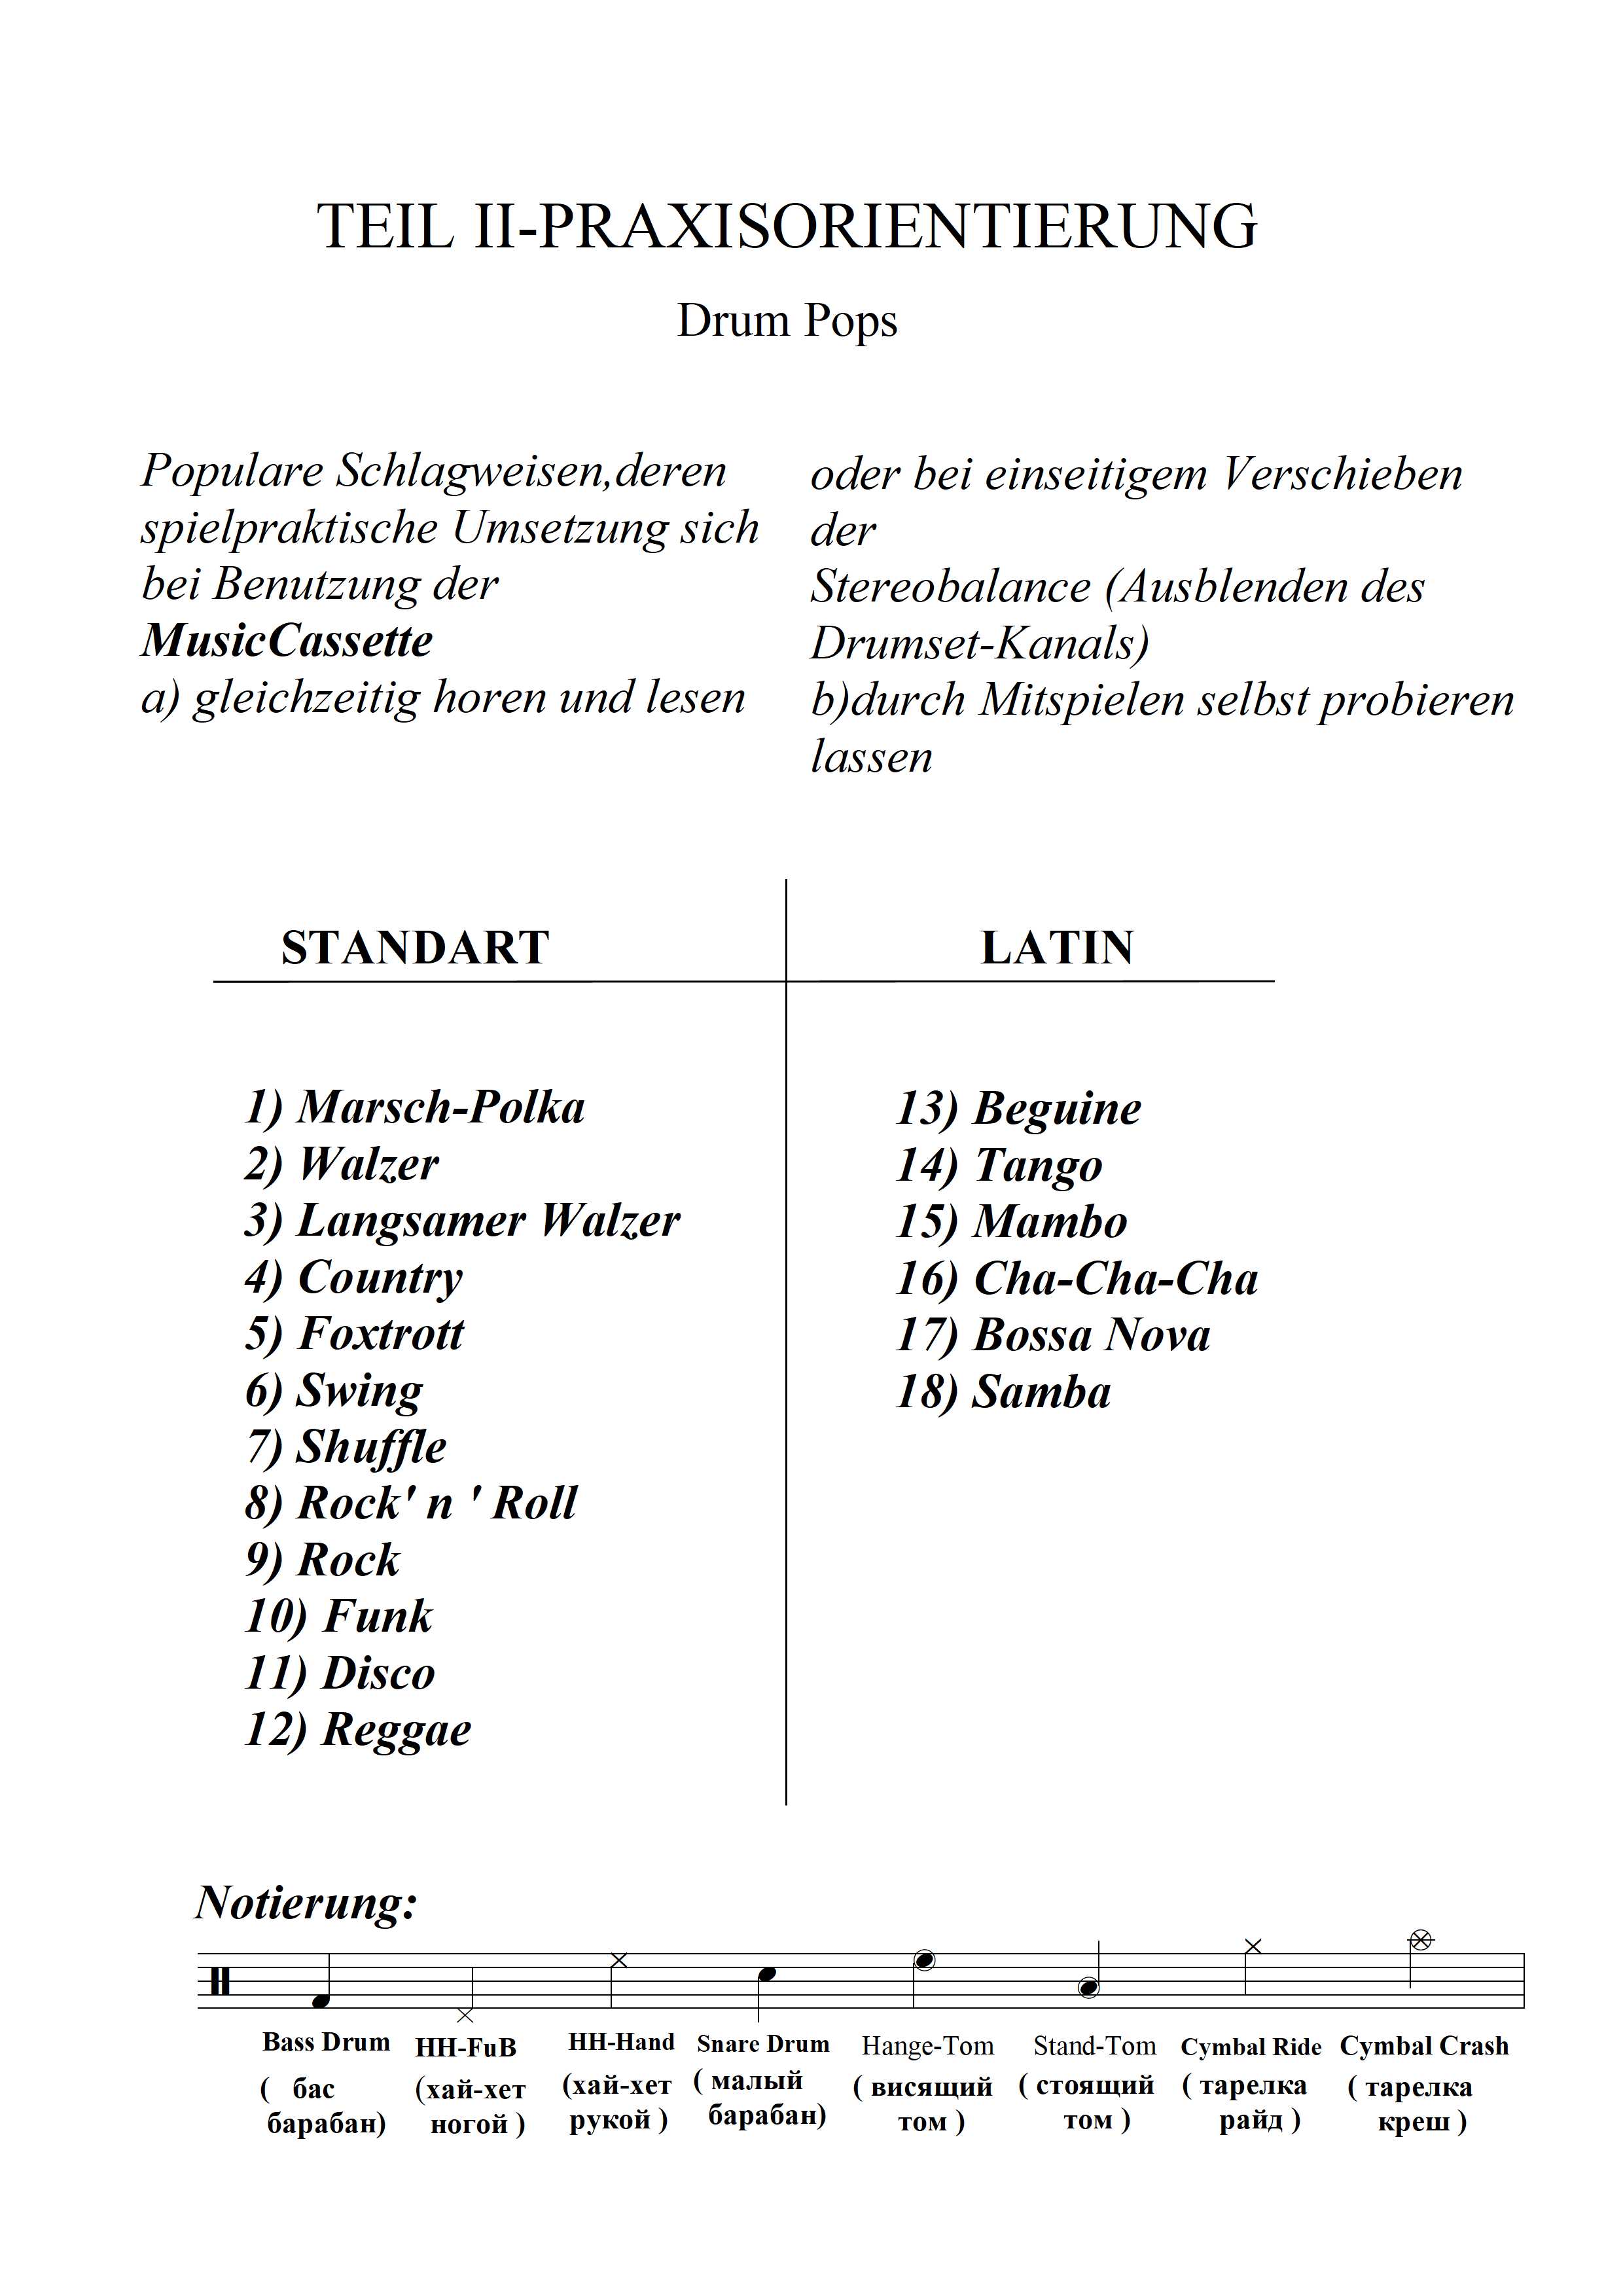 TEIL II-PRAXISORIENTIERUNG
Drum Pops
Populare Schlagweisen,deren
spielpraktische Umsetzung sich
bei Benutzung der
MusicCassette
a) gleichzeitig horen und lesen
oder bei einseitigem Verschieben
der
Stereobalance (Ausblenden des
Drumset-Kanals)
b)durch Mitspielen selbst probieren
lassen
STANDART
1) Marsch-Polka
2) Walzer
3) Langsamer Walzer
4) Country
5) Foxtrott
6) Swing
7) Shuffle
8) Rock' n ' Roll
9) Rock
10) Funk
11) Disco
12) Reggae
LATIN
13) Beguine
14) Tango
15) Mambo
16) Cha-Cha-Cha
17) Bossa Nova
18) Samba
Notierung:
Bass Drum
( бас
барабан)
HH-FuB
(хай-хет
ногой )
HH-Hand
(хай-хет
рукой )
Snare Drum
( малый
барабан)
Hange-Tom
( висящий
том )
Stand-Tom
( стоящий
том )
Cymbal Ride
( тарелка
райд )
Cymbal Crash
( тарелка
креш )